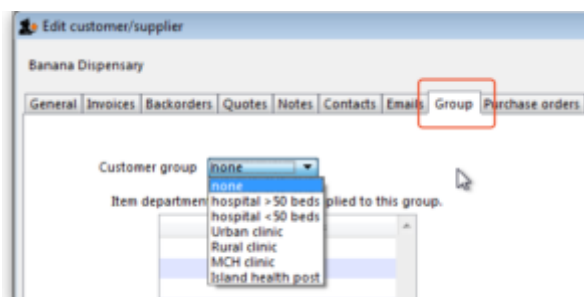 Edit customer/supplier
Banana Dispensary
General Invoices Backorders Quotes Notes Contacts Emails Group Purchase orders
Customer group none
none
Item departmen plied to this group.
hospital >50 beds
hospital <50 beds
Urban clinic
Rural clinic
MCH clinic
Island health post